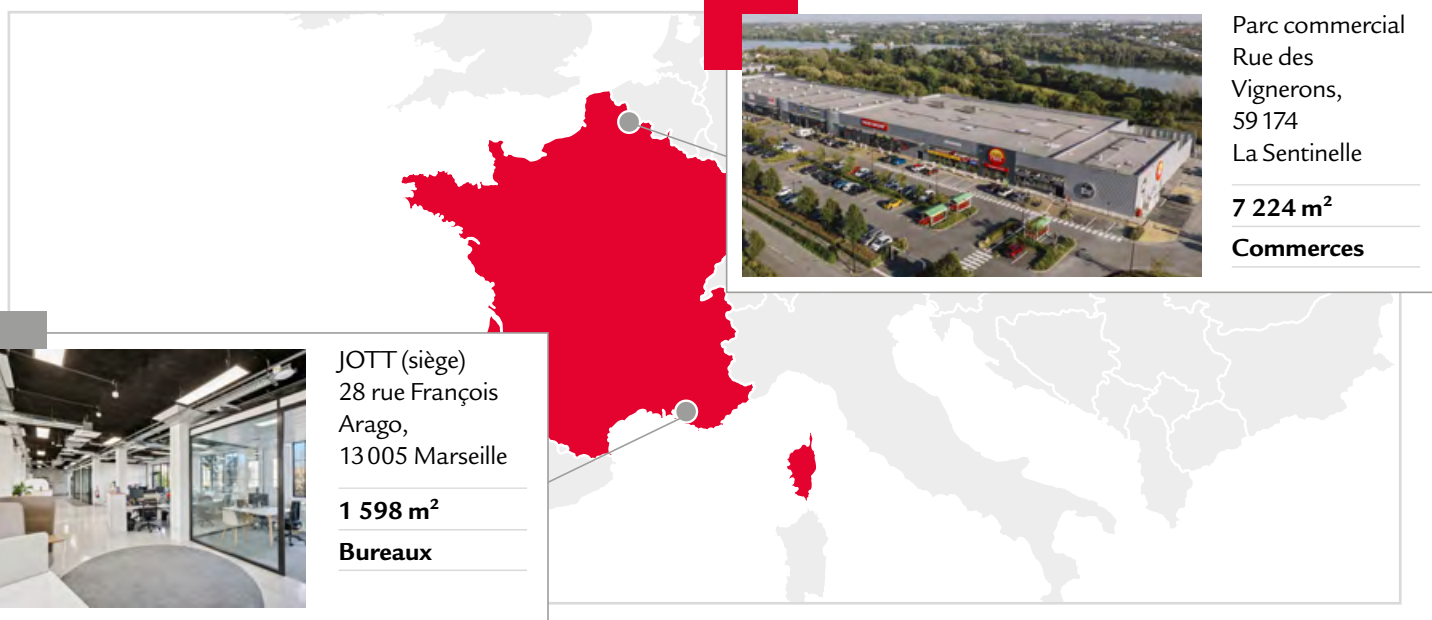 Parc commercial
Rue des
Vignerons,
59 174
La Sentinelle
7 224 m²
Commerces
JOTT (siège)
28 rue François
Arago,
13 005 Marseille
1 598 m²
Bureaux